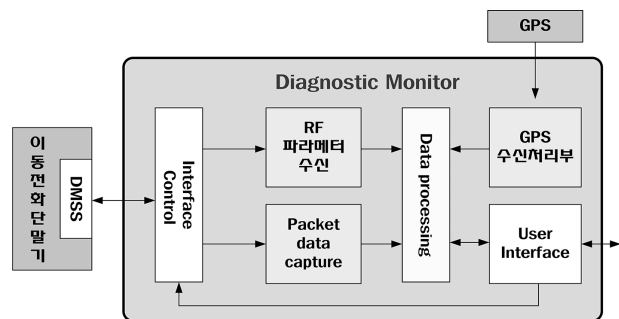 GPS
Diagnostic Monitor
이동전화단말기
DMSS
Interface
Control
RF
파라메터
수신
Packet
data
capture
Data processing
GPS
수신처리부
User
Interface